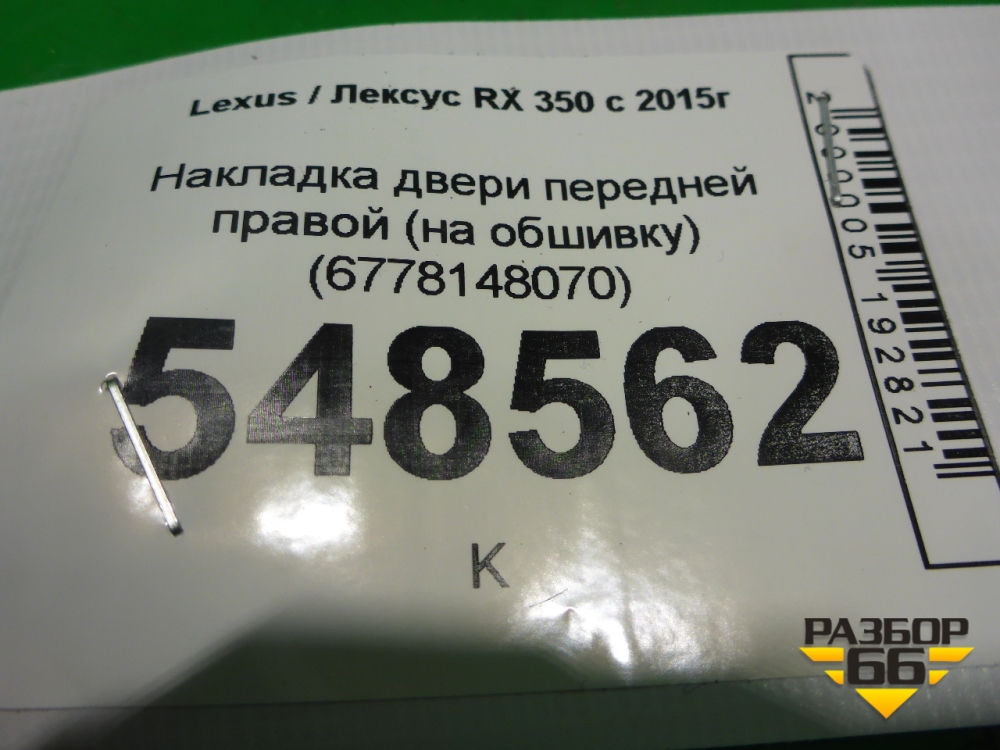 Lexus / Лексус RX 350 с 2015г
Накладка двери передней
правой (на обшивку)
(6778148070)
548562
К
2000005192821
РАЗБОР
66